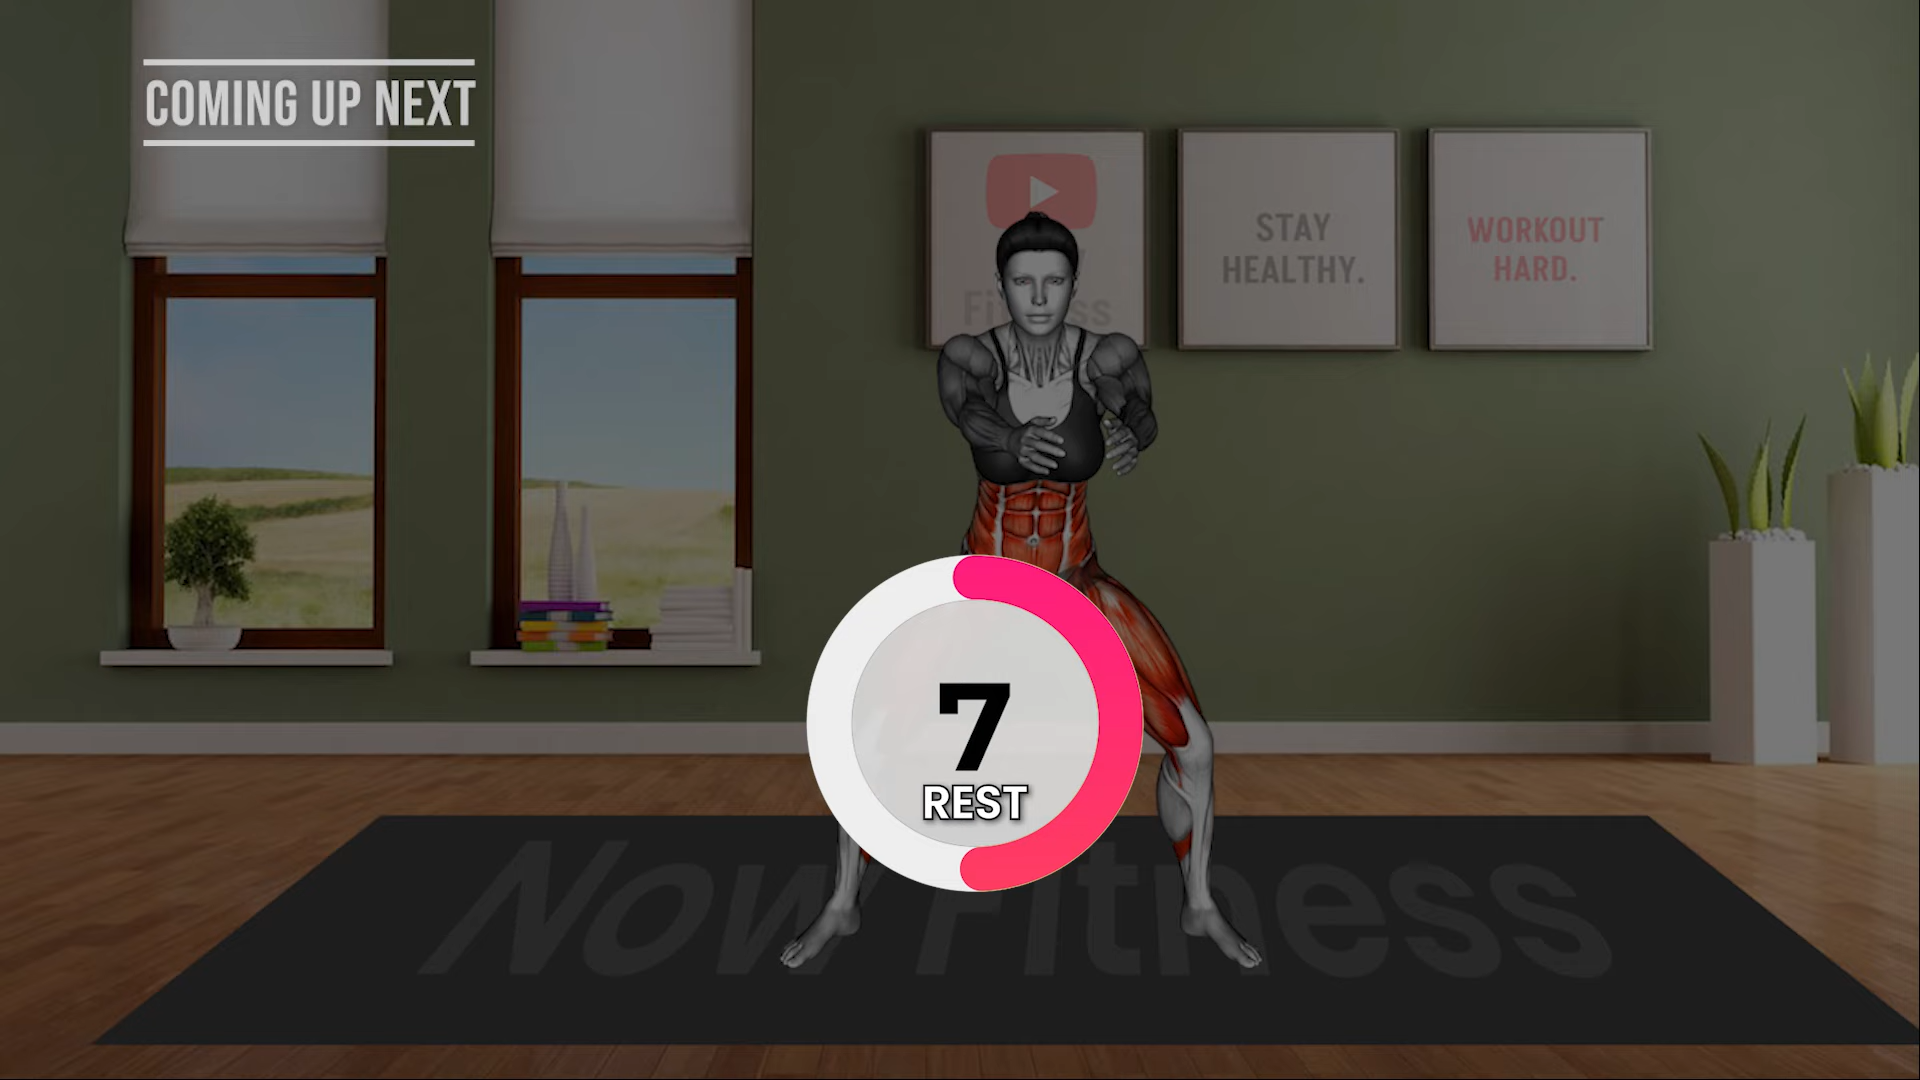 COMING UP NEXT
STAY
HEALTHY.
WORKOUT
HARD.
7
REST
Now Fitness